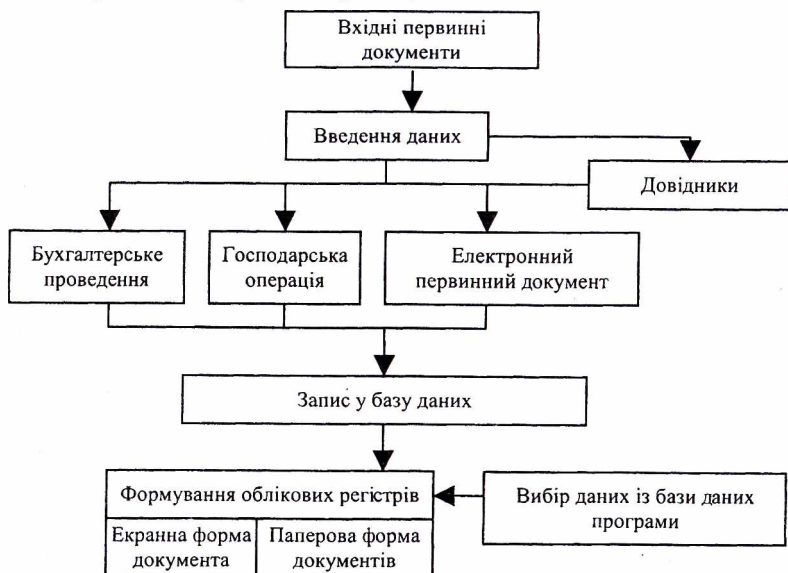 Вхідні первинні
документи
Введення даних
Довідники
Бухгалтерське
проведення
Господарська
операція
Електронний
первинний документ
Запис у базу даних
Формування облікових регістрів
Вибір даних із бази даних
програми
Екранна форма
документа
Паперова форма
документів